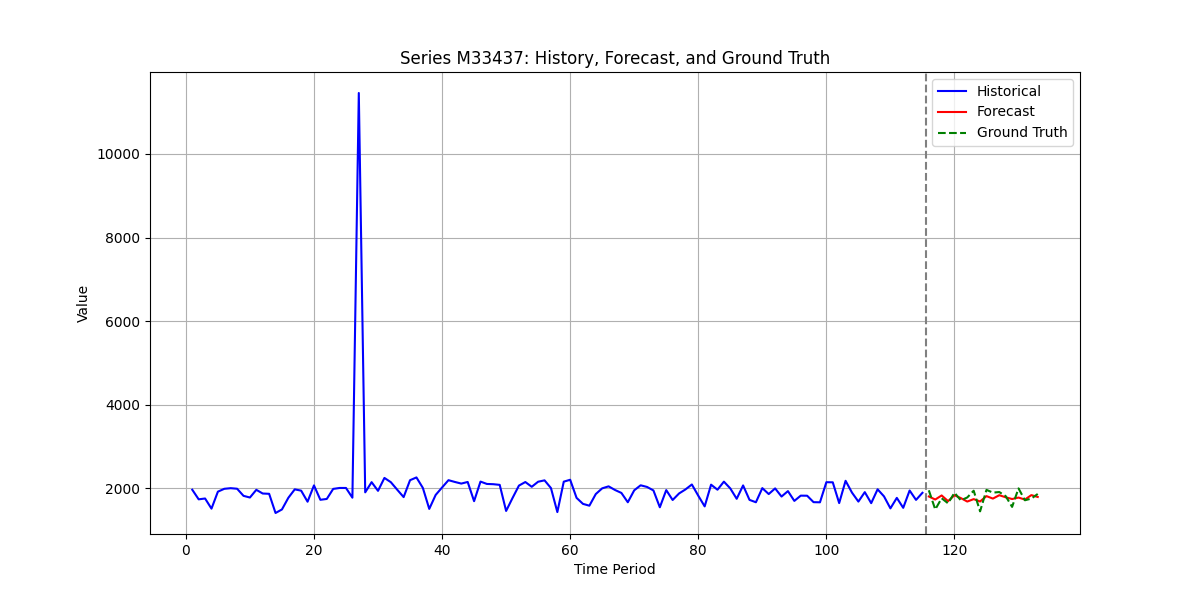 Series M33437: History, Forecast, and Ground Truth
Historical
Forecast
Ground Truth
10000
8000
6000
4000
2000
Value
0 20 40 60 80 100 120
Time Period